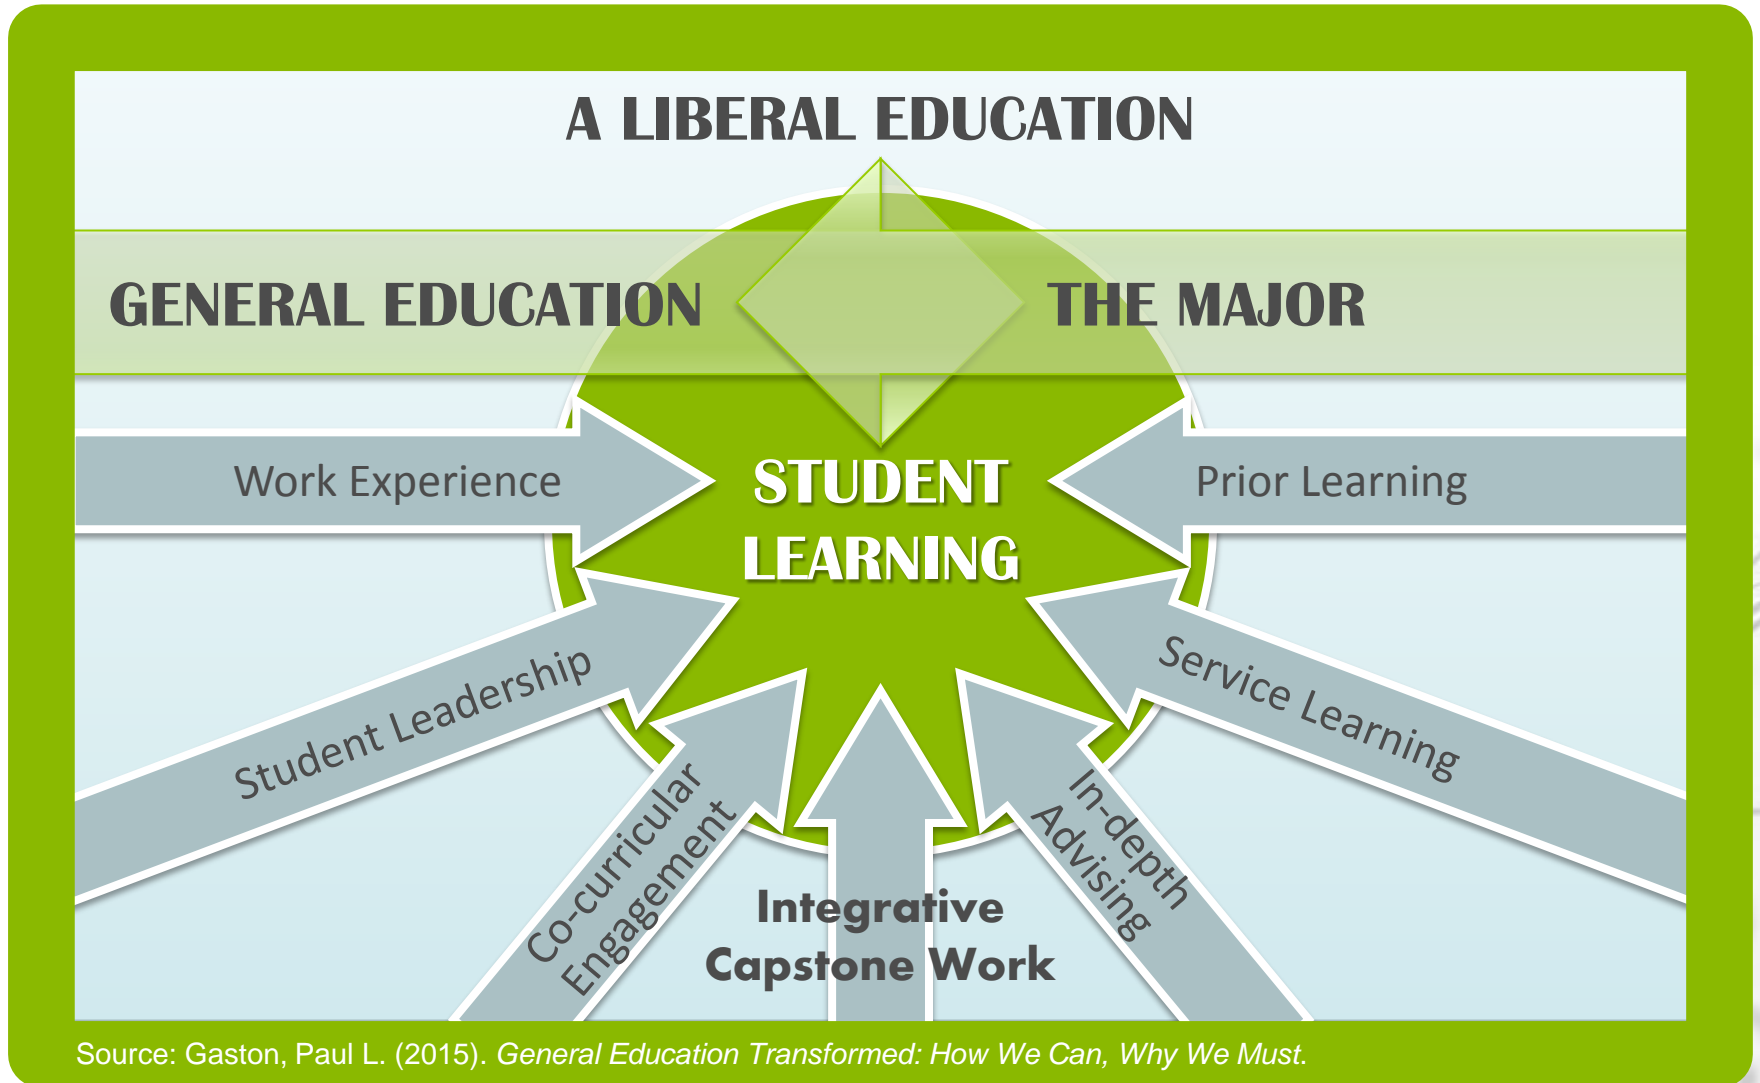 A LIBERAL EDUCATION
GENERAL EDUCATION
THE MAJOR
Work Experience
STUDENT
LEARNING
Prior Learning
Student Leadership
Service Learning
Co-curricular
Engagement
In-depth
Advising
Integrative
Capstone Work
Source: Gaston, Paul L. (2015). General Education Transformed: How We Can, Why We Must.